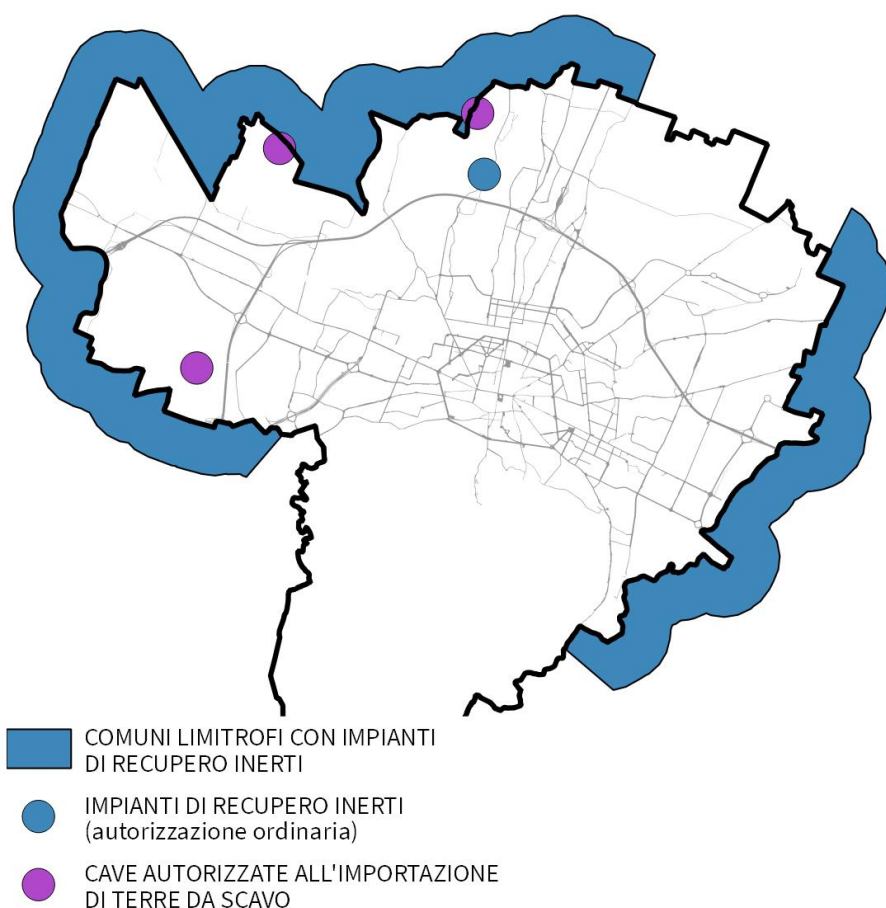 COMUNI LIMITROFI CON IMPIANTI
DI RECUPERO INERTI
IMPIANTI DI RECUPERO INERTI
(autorizzazione ordinaria)
CAVE AUTORIZZATE ALL'IMPORTAZIONE
DI TERRE DA SCAVO